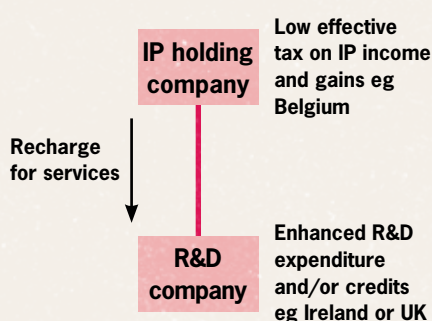 IP holding
company
Low effective
tax on IP income
and gains eg
Belgium
Recharge
for services
R&D
company
Enhanced R&D
expenditure
and/or credits
eg Ireland or UK